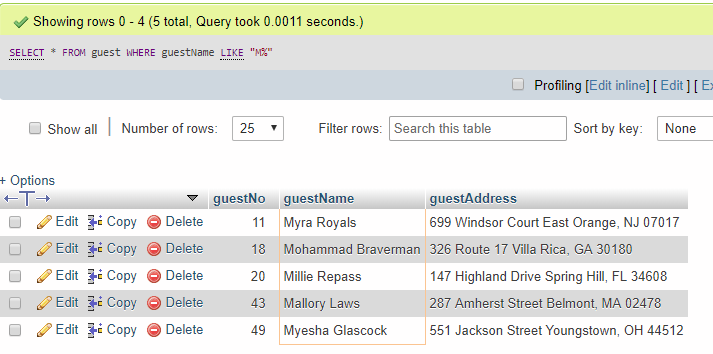 Showing rows 0 - 4 (5 total, Query took 0.0011 seconds.)
SELECT * FROM guest WHERE guestName LIKE "M%"
Profiling [Edit inline] [ Edit ] [ Ex
Show all | Number of rows: 25 Filter rows: Search this table Sort by key: None
+ Options
guestNo guestName guestAddress
Edit Copy Delete 11 Myra Royals 699 Windsor Court East Orange, NJ 07017
Edit Copy Delete 18 Mohammad Braverman 326 Route 17 Villa Rica, GA 30180
Edit Copy Delete 20 Millie Repass 147 Highland Drive Spring Hill, FL 34608
Edit Copy Delete 43 Mallory Laws 287 Amherst Street Belmont, MA 02478
Edit Copy Delete 49 Myesha Glascock 551 Jackson Street Youngstown, OH 44512